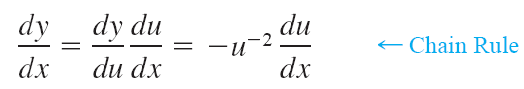 dy/dx = dy/du du/dx = −u⁻² du/dx ← Chain Rule